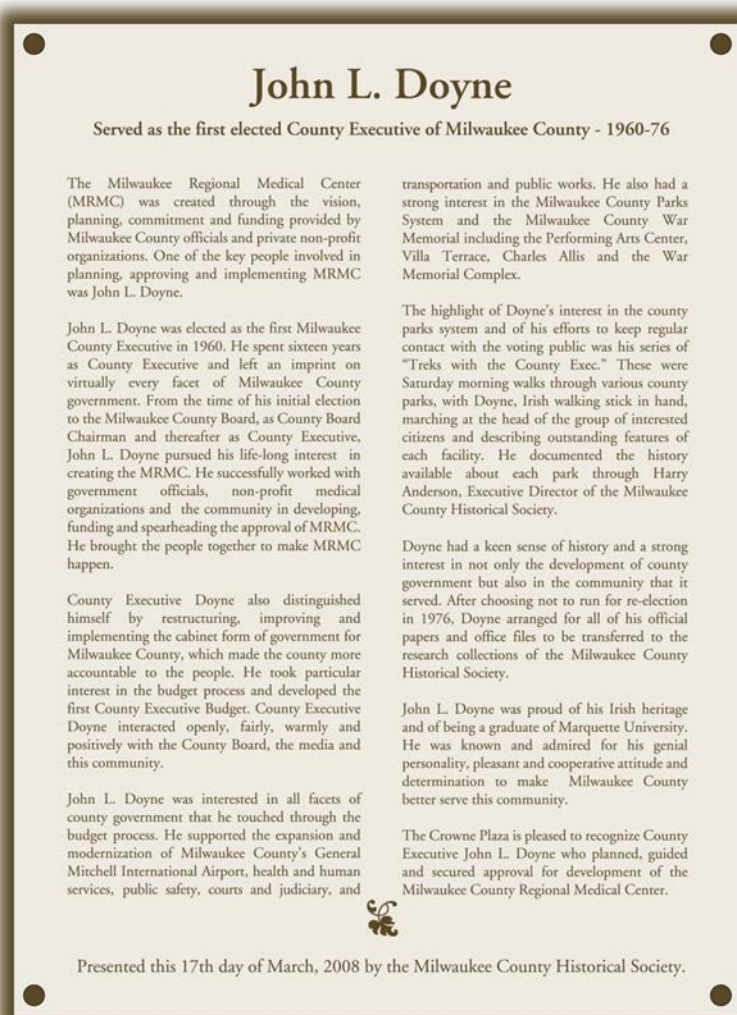 John L. Doyne
Served as the first elected County Executive of Milwaukee County - 1960-76
The Milwaukee Regional Medical Center
(MRMC) was created through the vision,
planning, commitment and funding provided by
Milwaukee County officials and private non-profit
organizations. One of the key people involved in
planning, approving and implementing MRMC
was John L. Doyne.
John L. Doyne was elected as the first Milwaukee
County Executive in 1960. He spent sixteen years
as County Executive and left an imprint on
virtually every facet of Milwaukee County
government. From the time of his initial election
to the Milwaukee County Board, as County Board
Chairman and thereafter as County Executive,
John L. Doyne pursued his life-long interest in
creating the MRMC. He successfully worked with
government officials, non-profit medical
organizations and the community in developing,
funding and spearheading the approval of MRMC.
He brought the people together to make MRMC
happen.
County Executive Doyne also distinguished
himself by restructuring, improving and
implementing the cabinet form of government for
Milwaukee County, which made the county more
accountable to the people. He took particular
interest in the budget process and developed the
first County Executive Budget. County Executive
Doyne interacted openly, fairly, warmly and
positively with the County Board, the media and
this community.
John L. Doyne was interested in all facets of
county government that he touched through the
budget process. He supported the expansion and
modernization of Milwaukee County's General
Mitchell International Airport, health and human
services, public safety, courts and judiciary, and
transportation and public works. He also had a
strong interest in the Milwaukee County Parks
System and the Milwaukee County War
Memorial including the Performing Arts Center,
Villa Terrace, Charles Allis and the War
Memorial Complex.
The highlight of Doyne's interest in the county
parks system and of his efforts to keep regular
contact with the voting public was his series of
“Treks with the County Exec.” These were
Saturday morning walks through various county
parks, with Doyne, Irish walking stick in hand,
marching at the head of the group of interested
citizens and describing outstanding features of
each facility. He documented the history
available about each park through Harry
Anderson, Executive Director of the Milwaukee
County Historical Society.
Doyne had a keen sense of history and a strong
interest in not only the development of county
government but also in the community that it
served. After choosing not to run for re-election
in 1976, Doyne arranged for all of his official
papers and office files to be transferred to the
research collections of the Milwaukee County
Historical Society.
John L. Doyne was proud of his Irish heritage
and of being a graduate of Marquette University.
He was known and admired for his genial
personality, pleasant and cooperative attitude and
determination to make Milwaukee County
better serve this community.
The Crowne Plaza is pleased to recognize County
Executive John L. Doyne who planned, guided
and secured approval for development of the
Milwaukee County Regional Medical Center.
Presented this 17th day of March, 2008 by the Milwaukee County Historical Society.